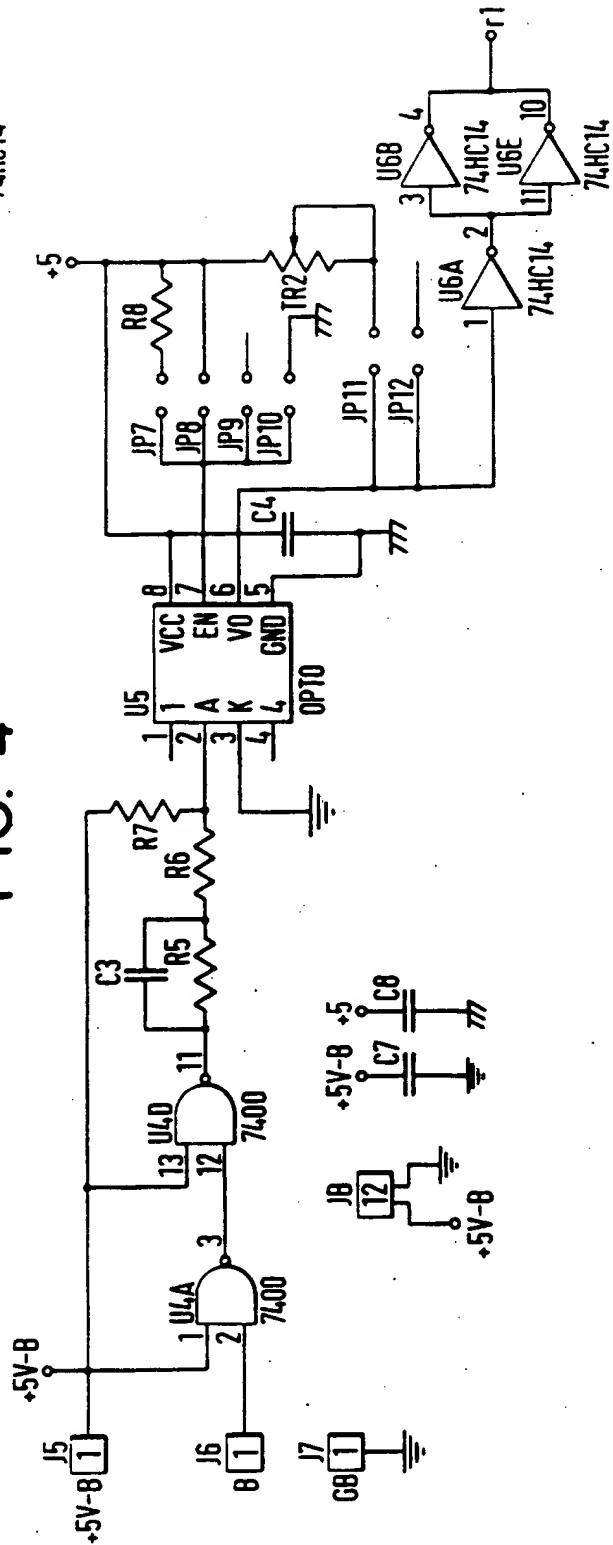 FIG. 4
74HC14
+5V-B
J5
1
+5V-B
J6
1
B
J7
1
GB
U4A
1
2
3
7400
U4D
13
12
11
7400
C3
R5
R6
R7
U5
1
2
3
4
1
A
K
4
VCC
EN
VO
GND
8
7
6
5
OPTO
C4
+5
R8
JP7
JP8
JP9
JP10
TR2
JP11
JP12
U6A
1
2
74HC14
U6B
3
4
74HC14
U6E
11
10
74HC14
r1
J8
12
+5V-B
+5V-B
C7
+5
C8